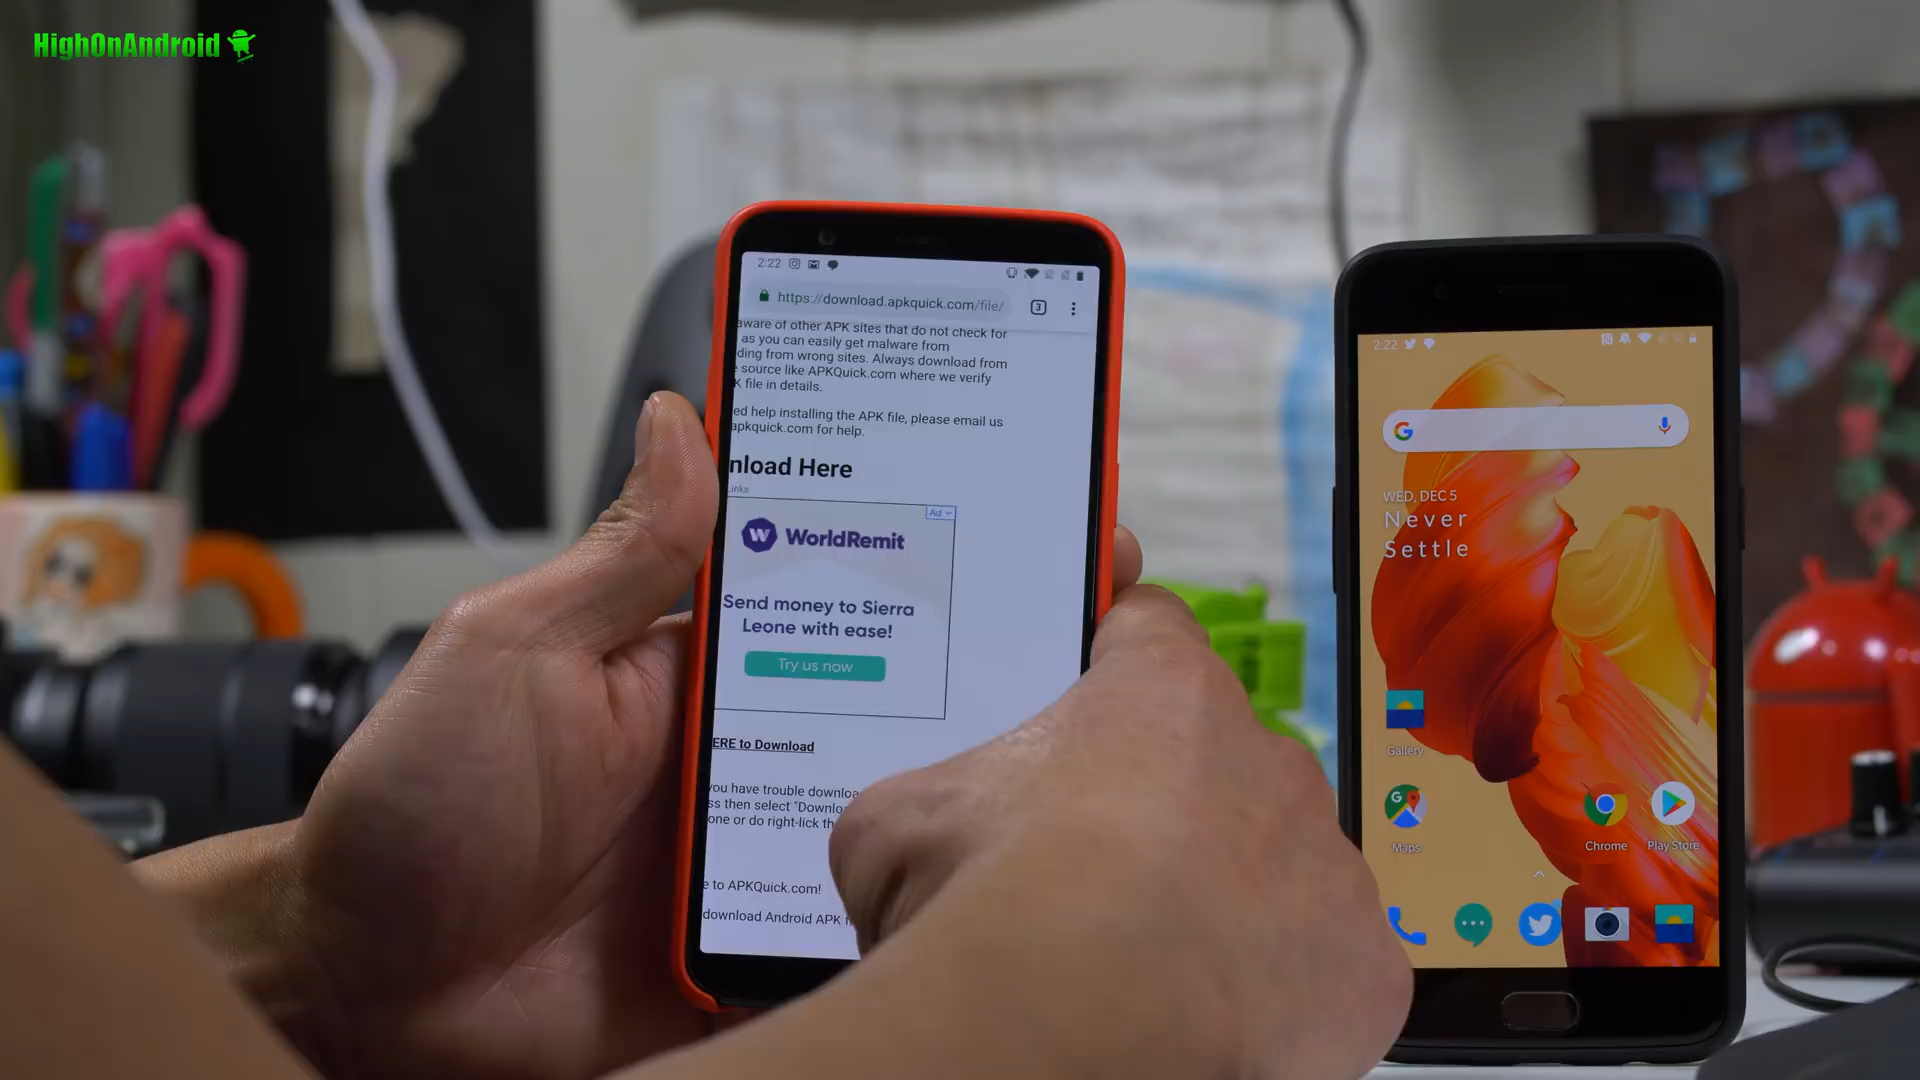 HighOnAndroid
2:22
https://download.apkquick.com/file/
3
aware of other APK sites that do not check for
as you can easily get malware from
ding from wrong sites. Always download from
source like APKQuick.com where we verify
K file in details.
ed help installing the APK file, please email us
apkquick.com for help.
nload Here
Links
Ad
WorldRemit
Send money to Sierra
Leone with ease!
Try us now
ERE to Download
you have trouble downloa
ss then select "Downlo
one or do right-lick th
e to APKQuick.com!
download Android APK f
2:22
G
WED, DEC 5
Never
Settle
Gallery
Maps
Chrome
Play Store